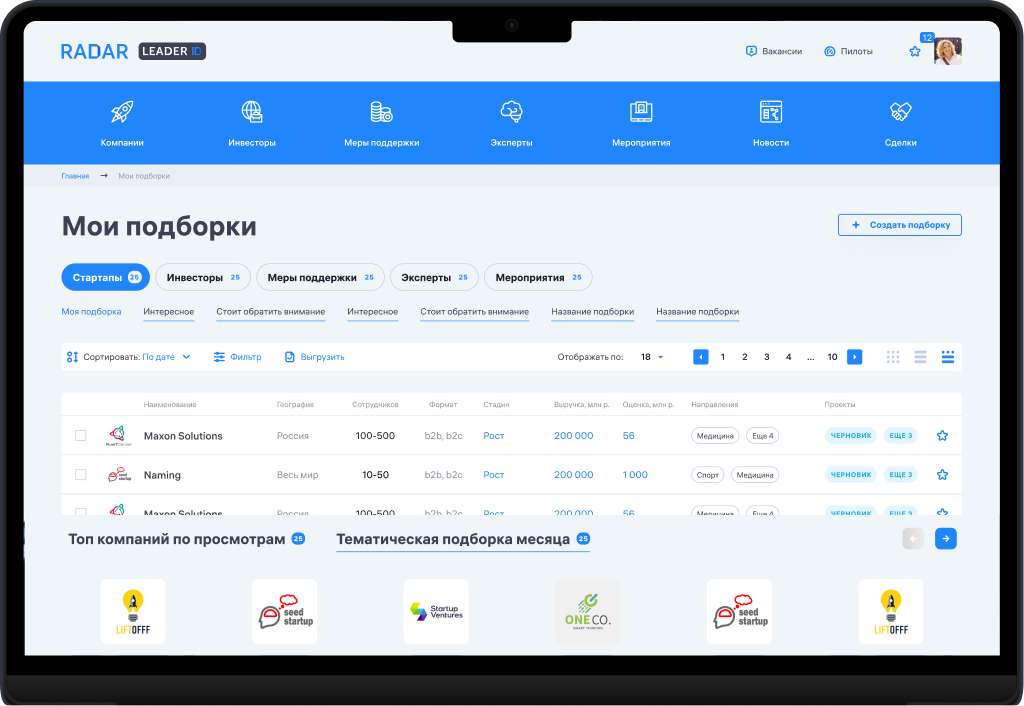 RADAR LEADER ID
Вакансии
Пилоты
12
Компании
Инвесторы
Меры поддержки
Эксперты
Мероприятия
Новости
Сделки
Главная → Мои подборки
Мои подборки
+ Создать подборку
Стартапы 25
Инвесторы 25
Меры поддержки 25
Эксперты 25
Мероприятия 25
Моя подборка
Интересное
Стоит обратить внимание
Интересное
Стоит обратить внимание
Название подборки
Название подборки
Сортировать: По дате
Фильтр
Выгрузить
Отображать по: 18
1 2 3 4 ... 10
Наименование География Сотрудников Формат Стадия Выручка, млн р. Оценка, млн р. Направления Проекты
Maxon Solutions Россия 100-500 b2b, b2c Рост 200 000 56 Медицина Еще 4 ЧЕРНОВИК ЕЩЕ 3
seed startup Naming Весь мир 10-50 b2b, b2c Рост 200 000 1 000 Спорт Медицина ЧЕРНОВИК ЕЩЕ 3
Maxon Solutions Россия 100-500 b2b, b2c Рост 200 000 56 Медицина Еще 4 ЧЕРНОВИК ЕЩЕ 3
Топ компаний по просмотрам 25
Тематическая подборка месяца 25
LIFTOFFF
seed
startup
Startup
Ventures
ONE CO.
SMART THINKING
seed
startup
LIFTOFFF